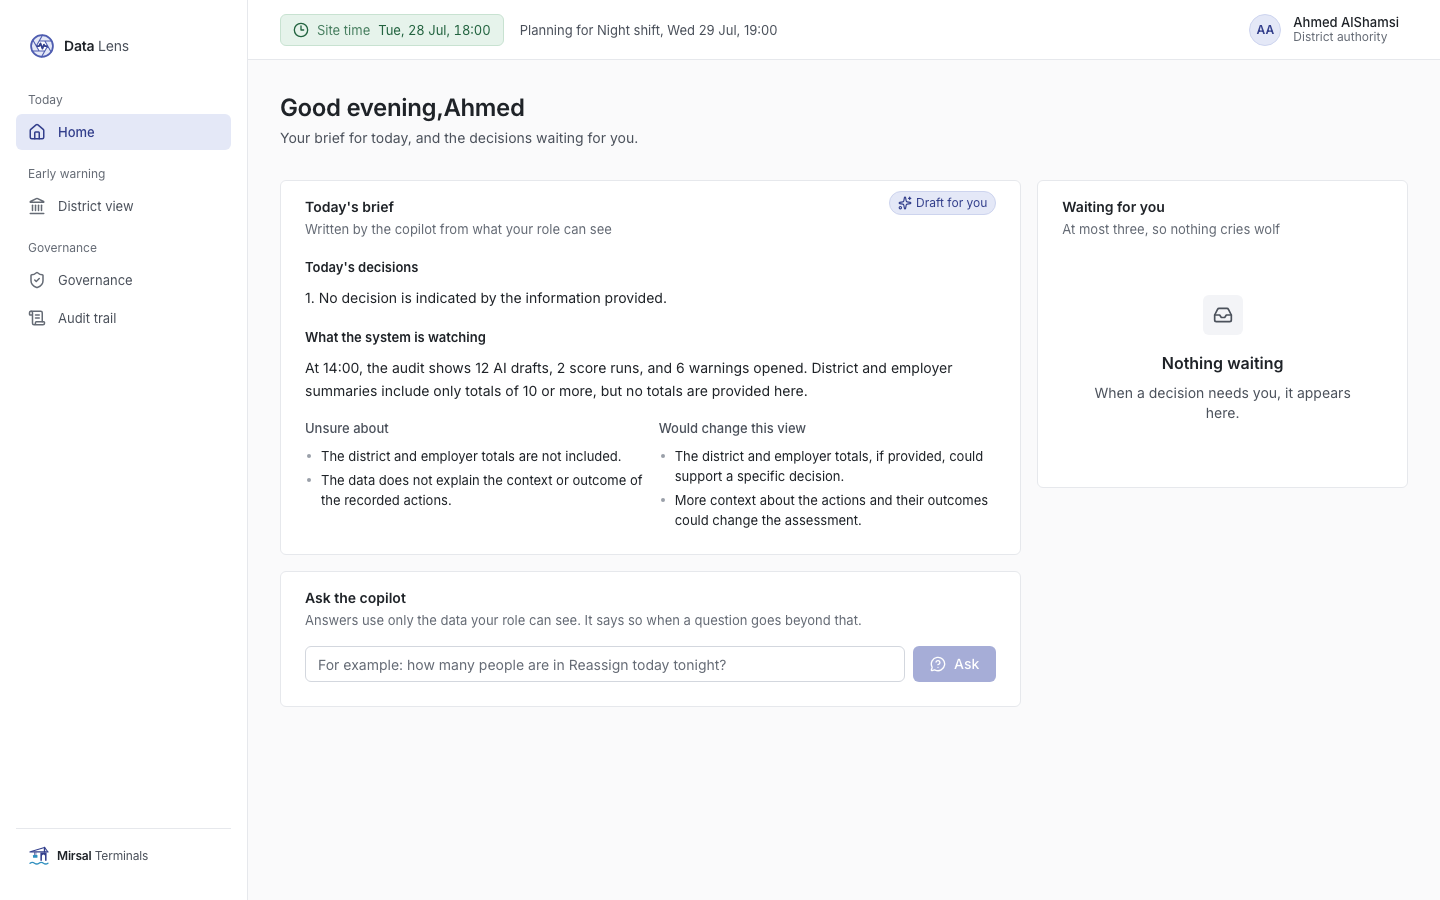 Data Lens
Today
Home
Early warning
District view
Governance
Governance
Audit trail
Mirsal Terminals
Site time Tue, 28 Jul, 18:00
Planning for Night shift, Wed 29 Jul, 19:00
AA
Ahmed AlShamsi
District authority
Good evening,Ahmed
Your brief for today, and the decisions waiting for you.
Today's brief
Draft for you
Written by the copilot from what your role can see
Today's decisions
1. No decision is indicated by the information provided.
What the system is watching
At 14:00, the audit shows 12 AI drafts, 2 score runs, and 6 warnings opened. District and employer
summaries include only totals of 10 or more, but no totals are provided here.
Unsure about
The district and employer totals are not included.
The data does not explain the context or outcome of
the recorded actions.
Would change this view
The district and employer totals, if provided, could
support a specific decision.
More context about the actions and their outcomes
could change the assessment.
Waiting for you
At most three, so nothing cries wolf
Nothing waiting
When a decision needs you, it appears
here.
Ask the copilot
Answers use only the data your role can see. It says so when a question goes beyond that.
For example: how many people are in Reassign today tonight?
Ask